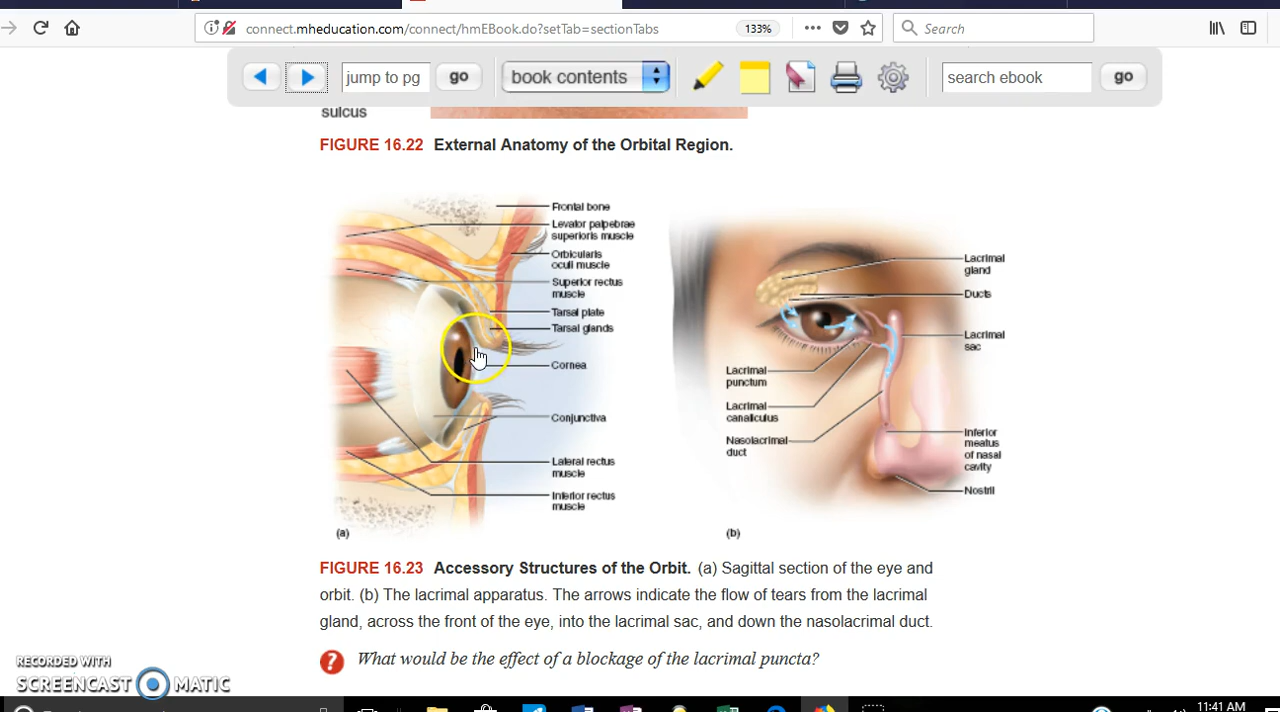 connect.mheducation.com/connect/hmEBook.do?setTab=sectionTabs
133%
Search
jump to pg
go
book contents
search ebook
go
sulcus
FIGURE 16.22 External Anatomy of the Orbital Region.
Frontal bone
Levator palpebrae
superioris muscle
Orbicularis
oculi muscle
Superior rectus
muscle
Tarsal plate
Tarsal glands
Cornea
Conjunctiva
Lateral rectus
muscle
Inferior rectus
muscle
(a)
Lacrimal
gland
Ducts
Lacrimal
sac
Lacrimal
punctum
Lacrimal
canaliculus
Nasolacrimal
duct
Inferior
meatus
of nasal
cavity
Nostril
(b)
FIGURE 16.23 Accessory Structures of the Orbit. (a) Sagittal section of the eye and
orbit. (b) The lacrimal apparatus. The arrows indicate the flow of tears from the lacrimal
gland, across the front of the eye, into the lacrimal sac, and down the nasolacrimal duct.
? What would be the effect of a blockage of the lacrimal puncta?
RECORDED WITH
SCREENCAST MATIC
11:41 AM